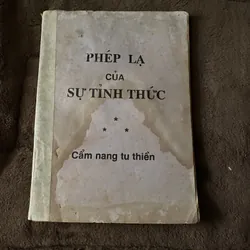 PHÉP LẠ
CỦA
SỰ TỈNH THỨC
*
* *
Cẩm nang tu thiền